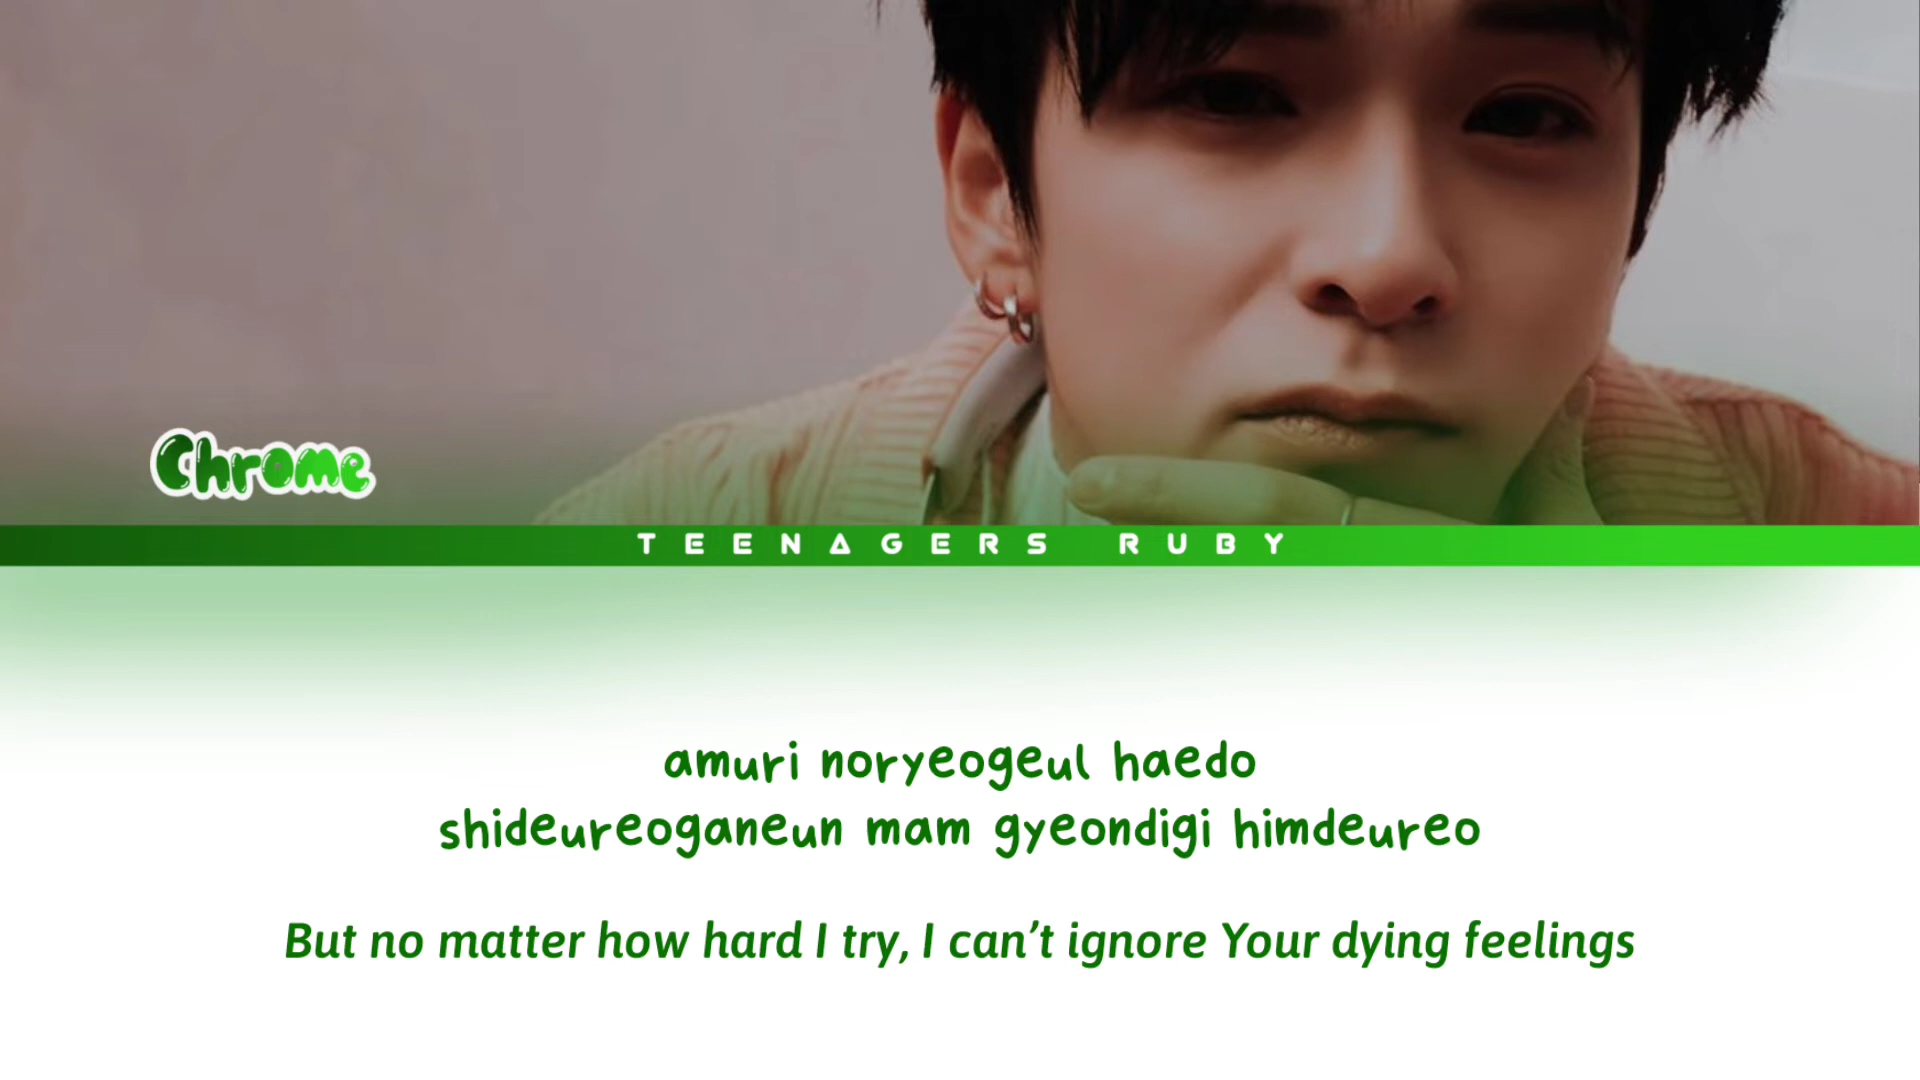 Chrome
TEENAGERS RUBY
amuri noryeogeul haedo
shideureoganeun mam gyeondigi himdeureo
But no matter how hard I try, I can't ignore Your dying feelings